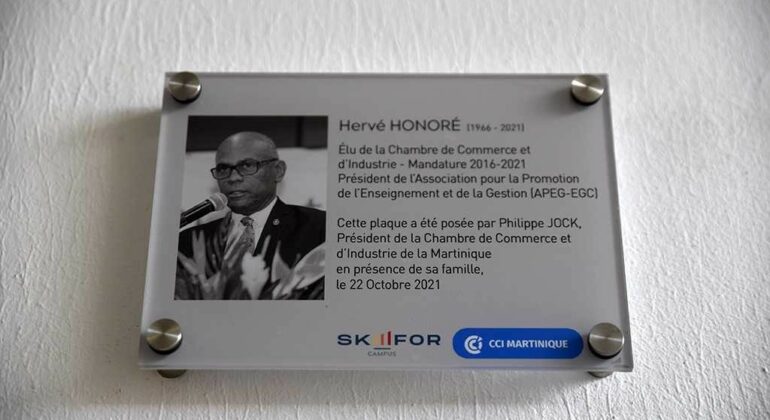 Hervé HONORÉ (1966 - 2021)
Élu de la Chambre de Commerce et
d'Industrie - Mandature 2016-2021
Président de l'Association pour la Promotion
de l'Enseignement et de la Gestion (APEG-EGC)
Cette plaque a été posée par Philippe JOCK,
Président de la Chambre de Commerce et
d'Industrie de la Martinique
en présence de sa famille,
le 22 Octobre 2021
SKILLFOR
CAMPUS
CCI MARTINIQUE